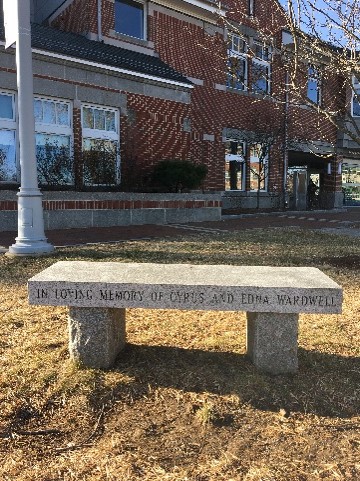 IN LOVING MEMORY OF CYRUS AND EDNA WARDWELL